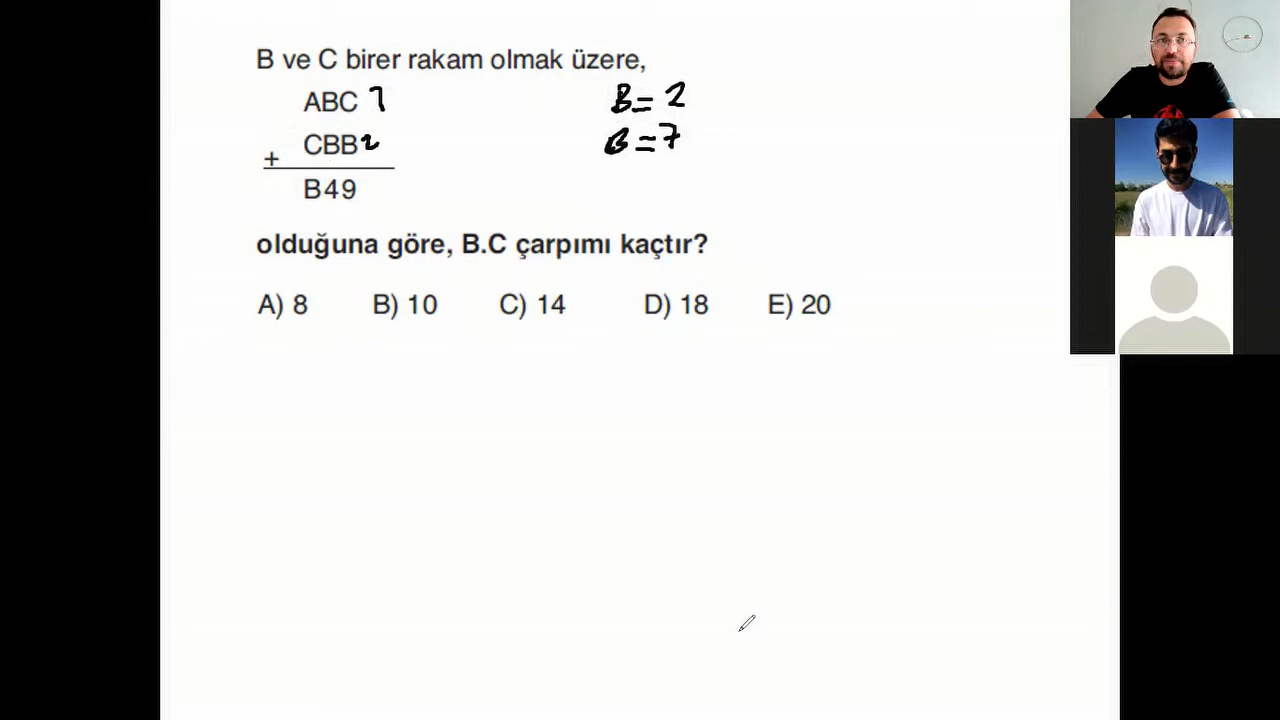 B ve C birer rakam olmak üzere,
ABC 7 B=2
+ CBB 2 B=7
B49
olduğuna göre, B.C çarpımı kaçtır?
A) 8 B) 10 C) 14 D) 18 E) 20